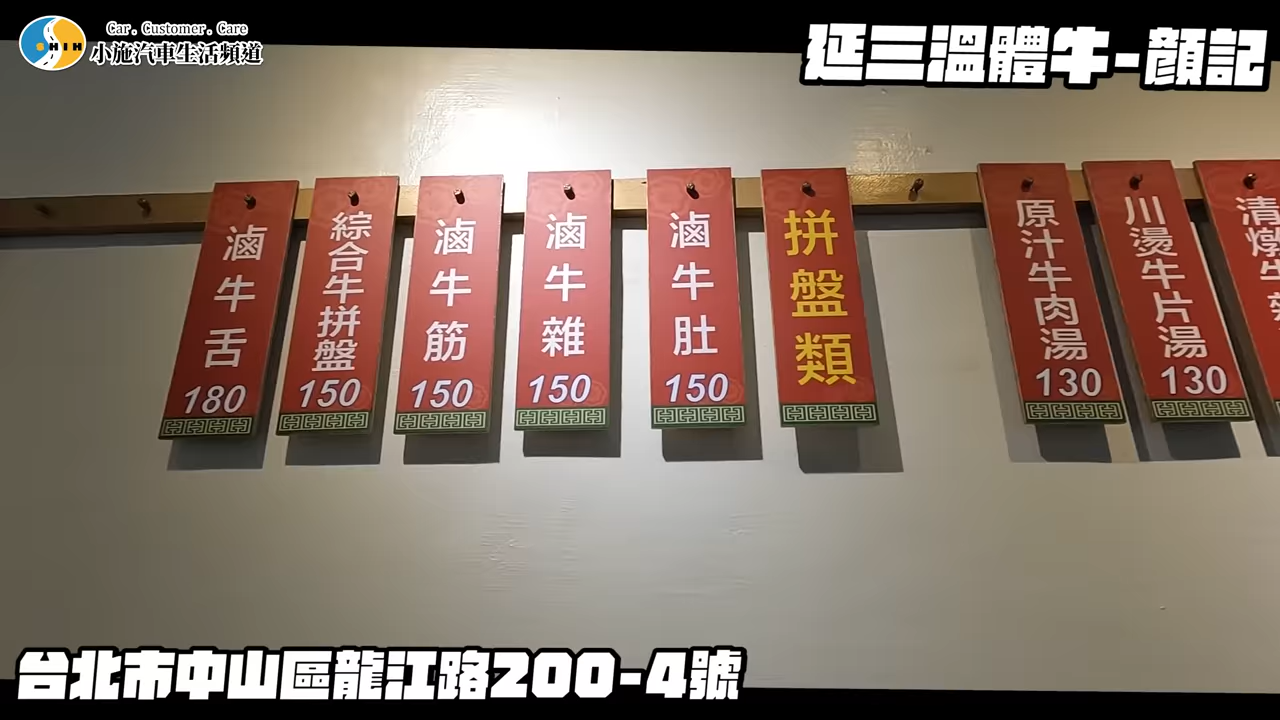 Car. Customer. Care
SHIH
小施汽車生活頻道
延三溫體牛-顏記
滷牛舌
180
綜合牛拼盤
150
滷牛筋
150
滷牛雜
150
滷牛肚
150
拼盤類
原汁牛肉湯
130
川燙牛片湯
130
清燉牛
台北市中山區龍江路200-4號